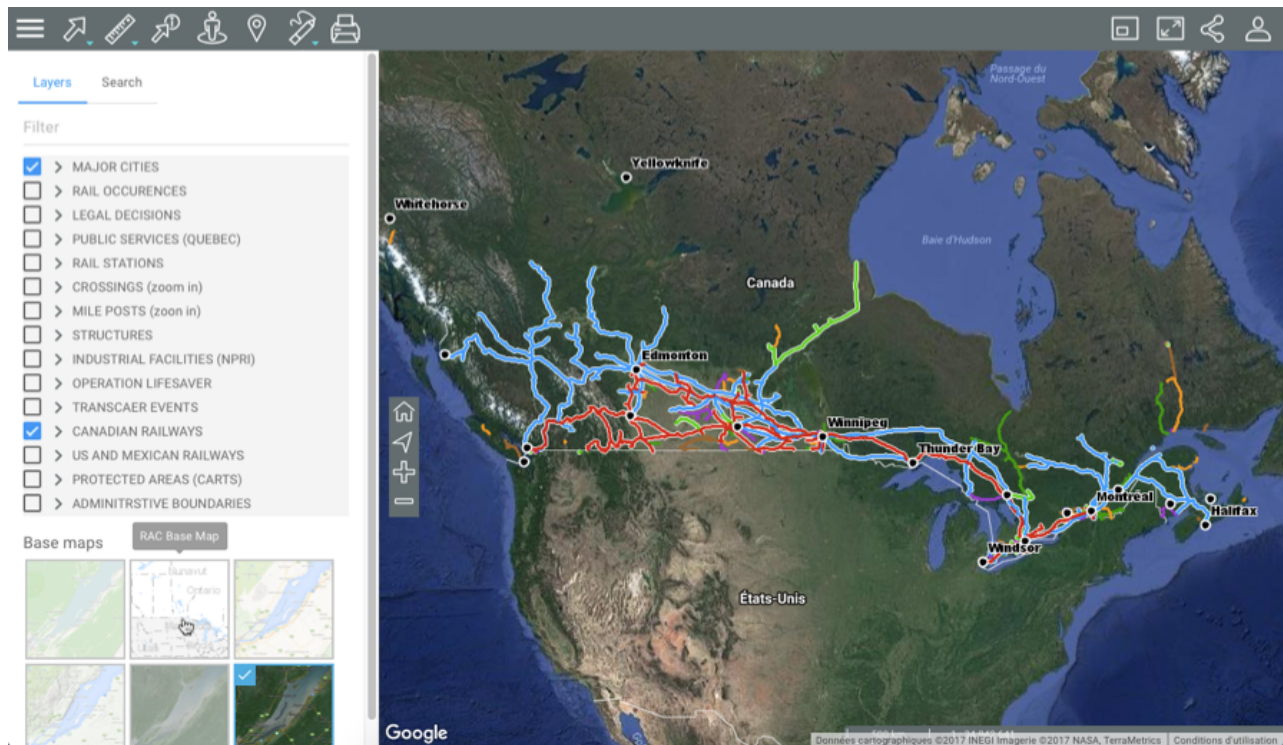 Layers Search
Filter
MAJOR CITIES
RAIL OCCURENCES
LEGAL DECISIONS
PUBLIC SERVICES (QUEBEC)
RAIL STATIONS
CROSSINGS (zoom in)
MILE POSTS (zoon in)
STRUCTURES
INDUSTRIAL FACILITIES (NPRI)
OPERATION LIFESAVER
TRANSCAER EVENTS
CANADIAN RAILWAYS
US AND MEXICAN RAILWAYS
PROTECTED AREAS (CARTS)
ADMINITRSTIVE BOUNDARIES
Base maps
RAC Base Map
Nunavut
Ontario
Passage du
Nord-Ouest
Yellowknife
Whitehorse
Baie d'Hudson
Canada
Edmonton
Winnipeg
Thunder Bay
Montréal
Halifax
Windsor
États-Unis
Google
Données cartographiques ©2017 INEGI Imagerie ©2017 NASA, TerraMetrics
Conditions d'utilisation